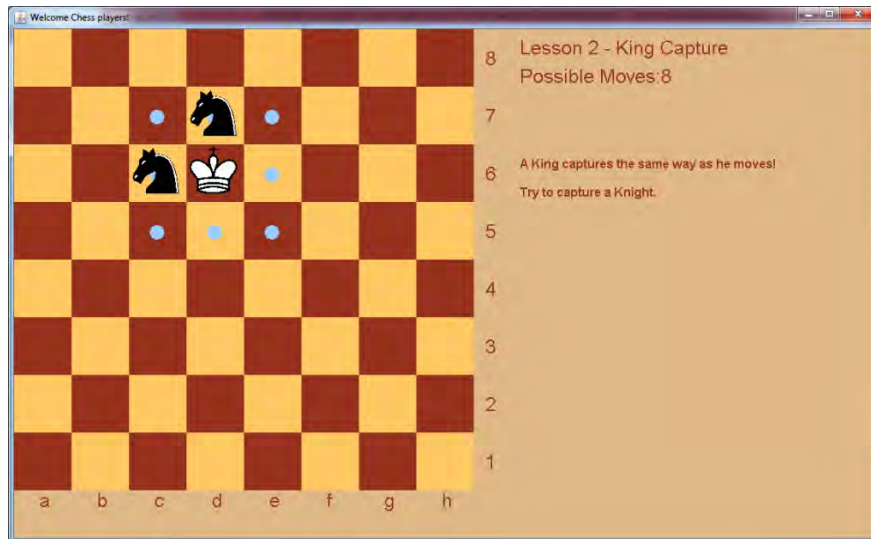 Welcome Chess players!
8
Lesson 2 - King Capture
Possible Moves:8
7
6
A King captures the same way as he moves!
Try to capture a Knight.
5
4
3
2
1
a b c d e f g h